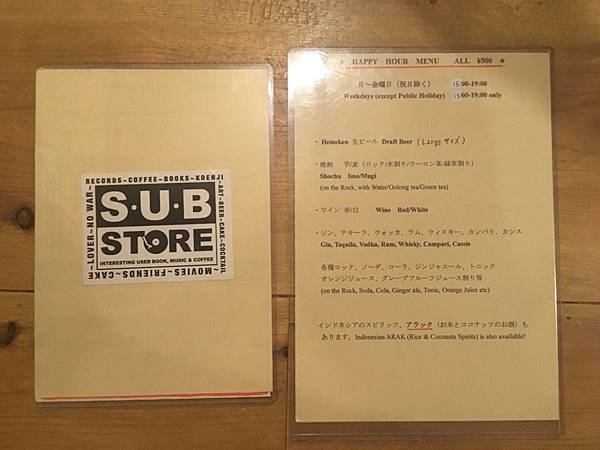 RECORDS~COFFEE~BOOKS~KOENJI
~ART~BEER~CAKE~COCKTAIL
~MOVIES~FRIENDS~CAKE
~LOVER~NO WAR~
S·U·B
STORE
INTERESTING USED BOOK, MUSIC & COFFEE
★ HAPPY HOUR MENU ALL ¥500 ★
月～金曜日（祝日除く） 15:00-19:00
Weekdays (except Public Holiday) 15:00-19:00 only
・Heineken 生ビール Draft Beer (Large サイズ)
・焼酎 芋/麦（ロック/水割り/ウーロン茶/緑茶割り）
Shochu Imo/Mugi
(on the Rock, with Water/Oolong tea/Green tea)
・ワイン 赤/白 Wine Red/White
・ジン、テキーラ、ウォッカ、ラム、ウィスキー、カンパリ、カシス
Gin, Tequila, Vodka, Rum, Whisky, Campari, Cassis
各種ロック、ソーダ、コーラ、ジンジャエール、トニック
オレンジジュース、グレープフルーツジュース割り等
(on the Rock, Soda, Cola, Ginger ale, Tonic, Orange Juice etc)
インドネシアのスピリッツ、アラック（お米とココナッツのお酒）も
あります。Indonesian ARAK (Rice & Coconuts Spirits) is also available!